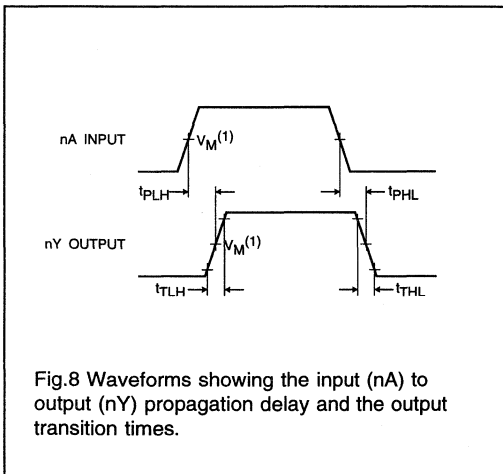 nA INPUT
VM(1)
tPLH
tPHL
nY OUTPUT
VM(1)
tTLH
tTHL
Fig.8 Waveforms showing the input (nA) to
output (nY) propagation delay and the output
transition times.